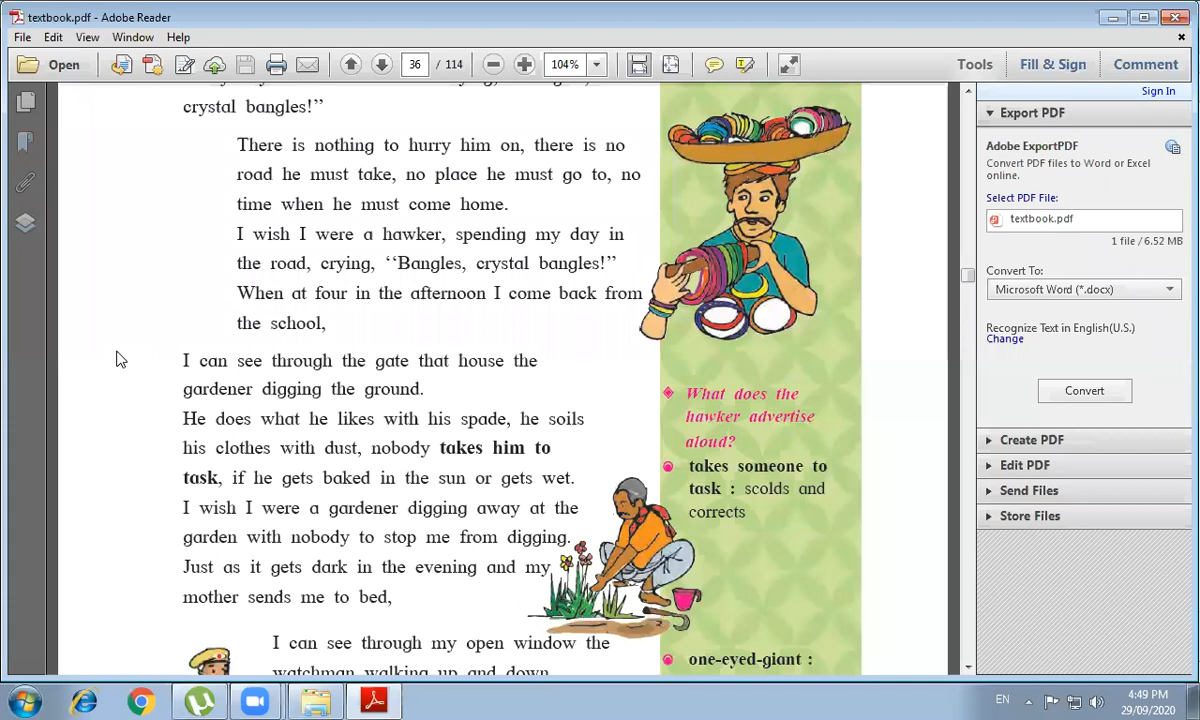 textbook.pdf - Adobe Reader
File Edit View Window Help
Open 36 / 114 104% Tools Fill & Sign Comment
Sign In
crystal bangles!”
There is nothing to hurry him on, there is no
road he must take, no place he must go to, no
time when he must come home.
I wish I were a hawker, spending my day in
the road, crying, ‘‘Bangles, crystal bangles!’’
When at four in the afternoon I come back from
the school,
I can see through the gate that house the
gardener digging the ground.
He does what he likes with his spade, he soils
his clothes with dust, nobody takes him to
task, if he gets baked in the sun or gets wet.
I wish I were a gardener digging away at the
garden with nobody to stop me from digging.
Just as it gets dark in the evening and my
mother sends me to bed,
I can see through my open window the
watchman walking up and down
What does the
hawker advertise
aloud?
takes someone to
task : scolds and
corrects
one-eyed-giant :
Export PDF
Adobe ExportPDF
Convert PDF files to Word or Excel
online.
Select PDF File:
textbook.pdf
1 file / 6.52 MB
Convert To:
Microsoft Word (*.docx)
Recognize Text in English(U.S.)
Change
Convert
Create PDF
Edit PDF
Send Files
Store Files
EN
4:49 PM
29/09/2020